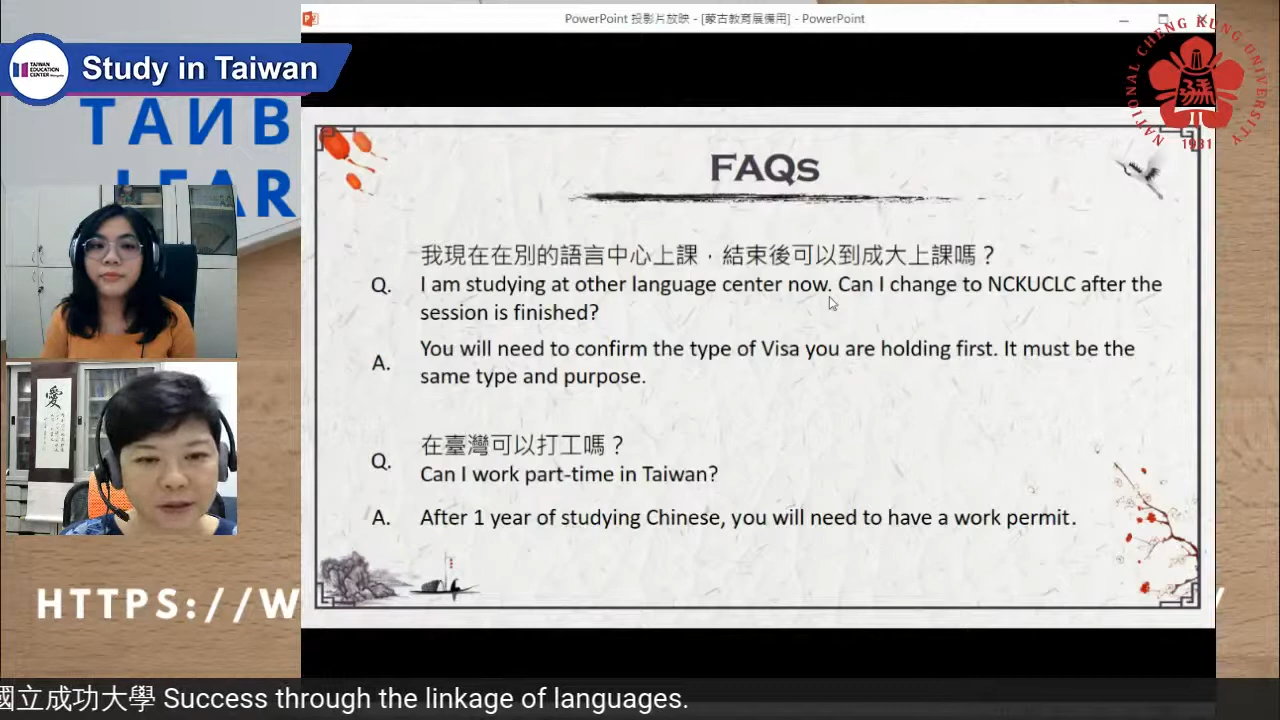 PowerPoint 投影片放映 - [蒙古教育展備用] - PowerPoint
TAIWAN
EDUCATION
CENTER
Study in Taiwan
NATIONAL CHENG KUNG UNIVERSITY
1931
ТАЙВ
LEAR
FAQs
我現在在別的語言中心上課，結束後可以到成大上課嗎？
Q. I am studying at other language center now. Can I change to NCKUCLC after the
session is finished?
A. You will need to confirm the type of Visa you are holding first. It must be the
same type and purpose.
愛
在臺灣可以打工嗎？
Q. Can I work part-time in Taiwan?
A. After 1 year of studying Chinese, you will need to have a work permit.
HTTPS://W
國立成功大學 Success through the linkage of languages.